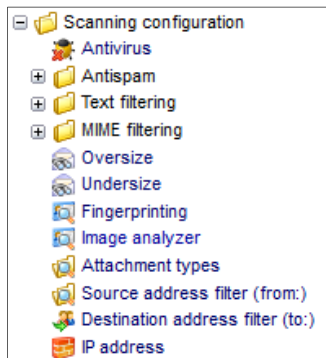 Scanning configuration
Antivirus
Antispam
Text filtering
MIME filtering
Oversize
Undersize
Fingerprinting
Image analyzer
Attachment types
Source address filter (from:)
Destination address filter (to:)
IP address